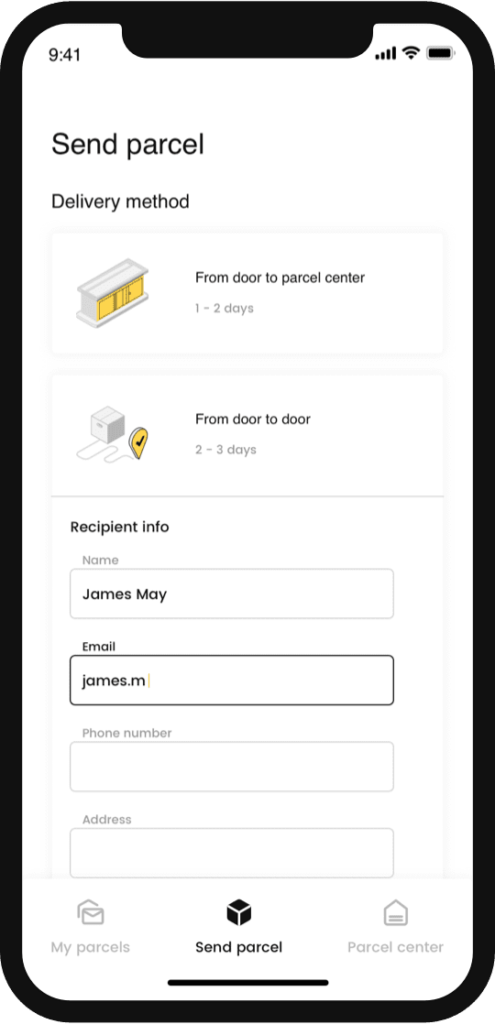 9:41
Send parcel
Delivery method
From door to parcel center
1 - 2 days
From door to door
2 - 3 days
Recipient info
Name
James May
Email
james.m
Phone number
Address
My parcels
Send parcel
Parcel center